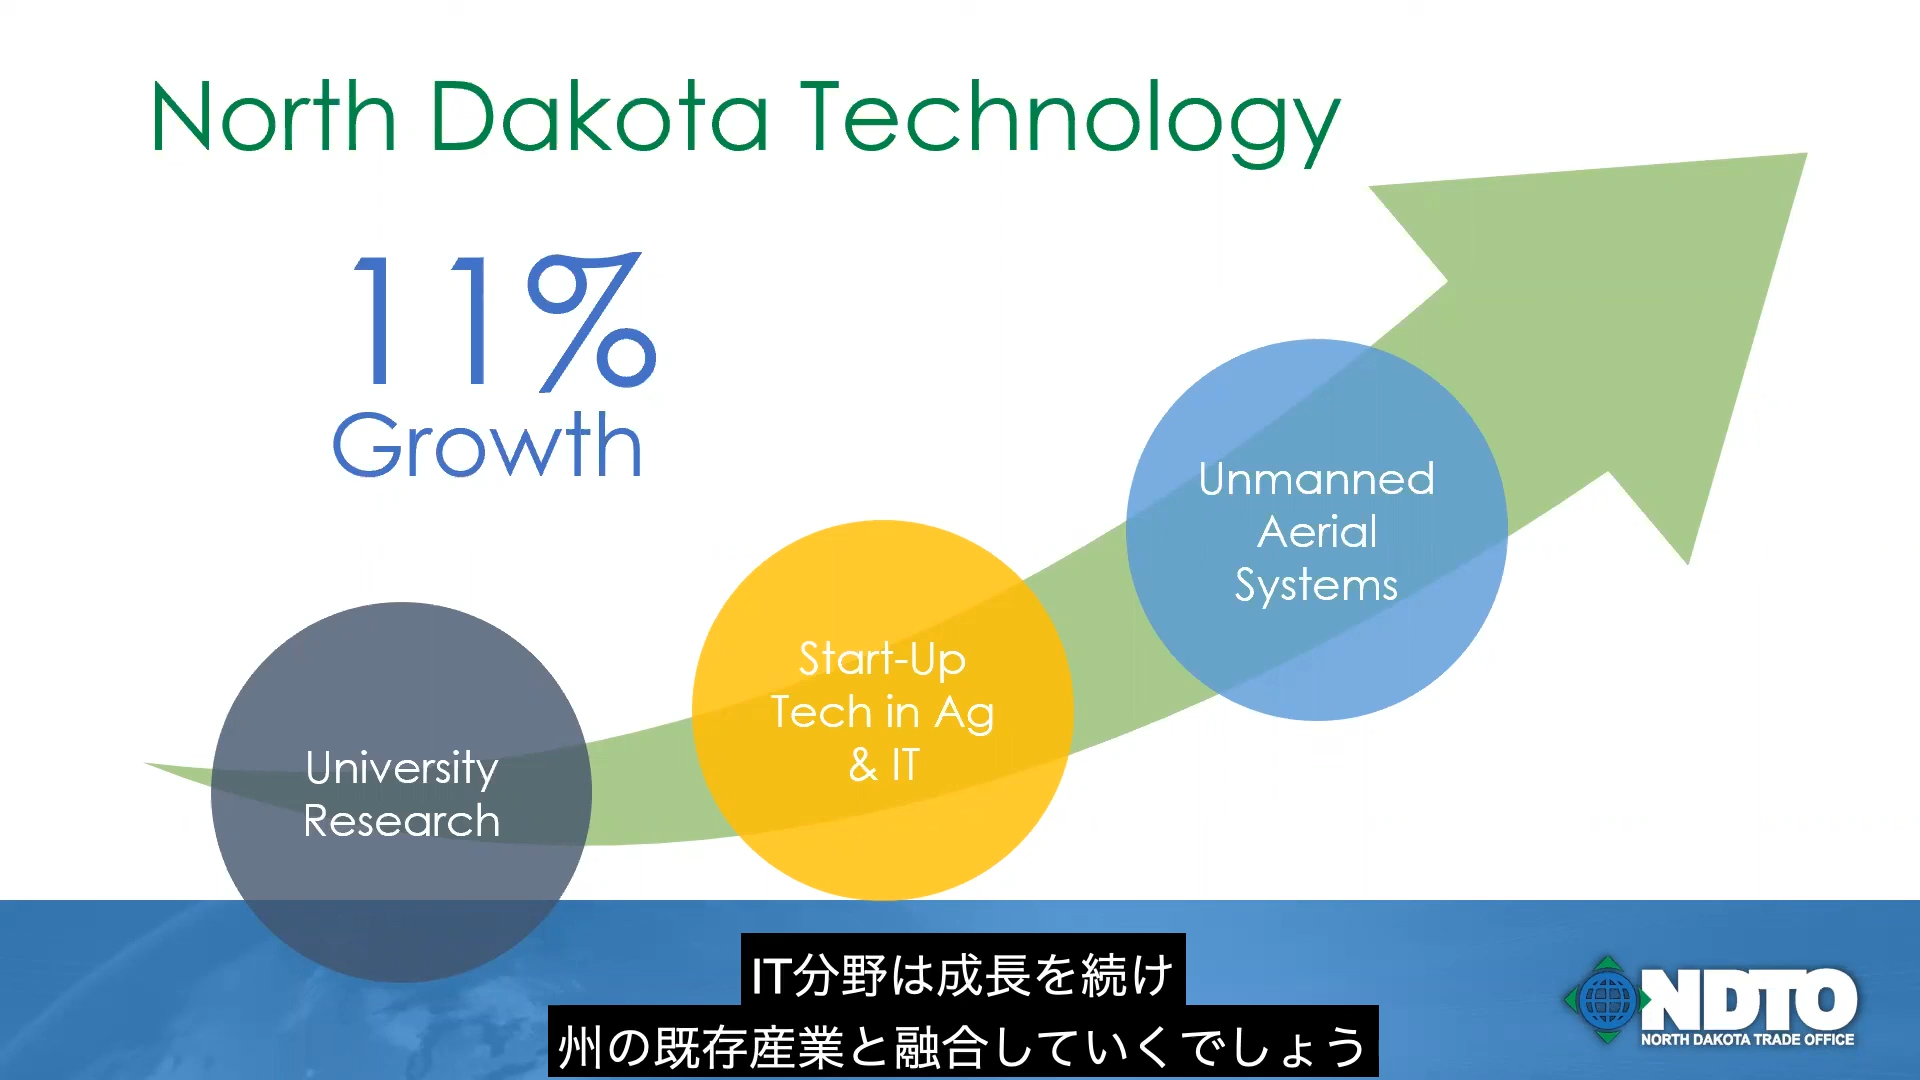 North Dakota Technology
11%
Growth
University
Research
Start-Up
Tech in Ag
& IT
Unmanned
Aerial
Systems
IT分野は成長を続け
州の既存産業と融合していくでしょう
NDTO
NORTH DAKOTA TRADE OFFICE